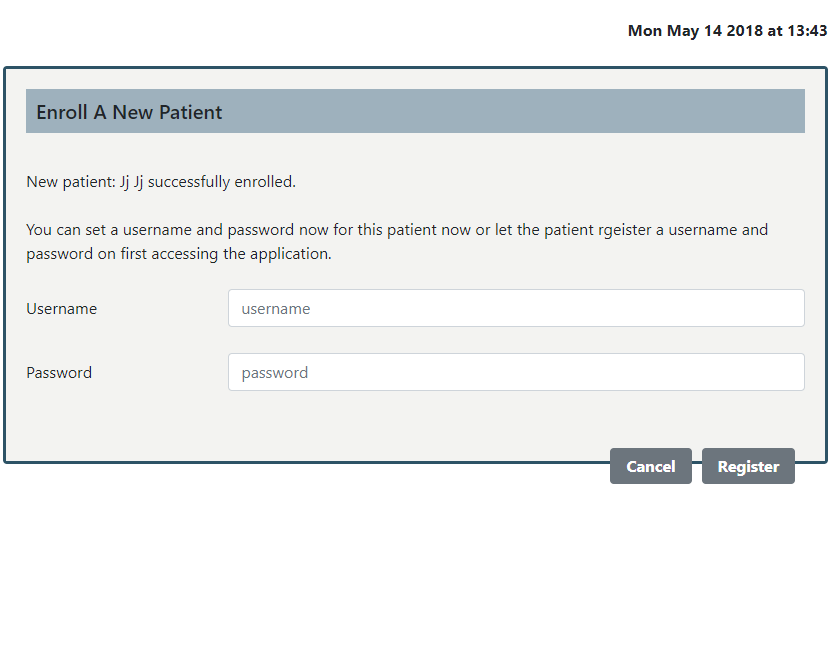 Mon May 14 2018 at 13:43
Enroll A New Patient
New patient: Jj Jj successfully enrolled.
You can set a username and password now for this patient now or let the patient rgeister a username and
password on first accessing the application.
Username
username
Password
password
Cancel
Register